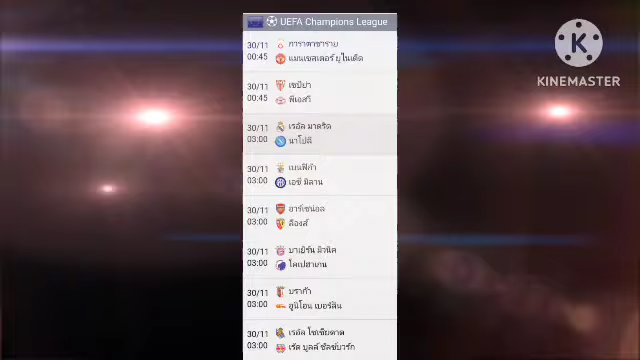 UEFA Champions League
KINEMASTER
30/11 การาตาซาราย
00:45 แมนเชสเตอร์ ยูไนเต็ด
30/11 เซบีย่า
00:45 พีเอสวี
30/11 เรอัล มาดริด
03:00 นาโปลี
30/11 เบนฟิก้า
03:00 เอซี มิลาน
30/11 อาร์เซน่อล
03:00 ล็องส์
30/11 บาเยิร์น มิวนิค
03:00 โคเปฮาเกน
30/11 บราก้า
03:00 อูนิโอน เบอร์ลิน
30/11 เรอัล โซเซียดาด
03:00 เร้ด บูลล์ ซัลซ์บวร์ก